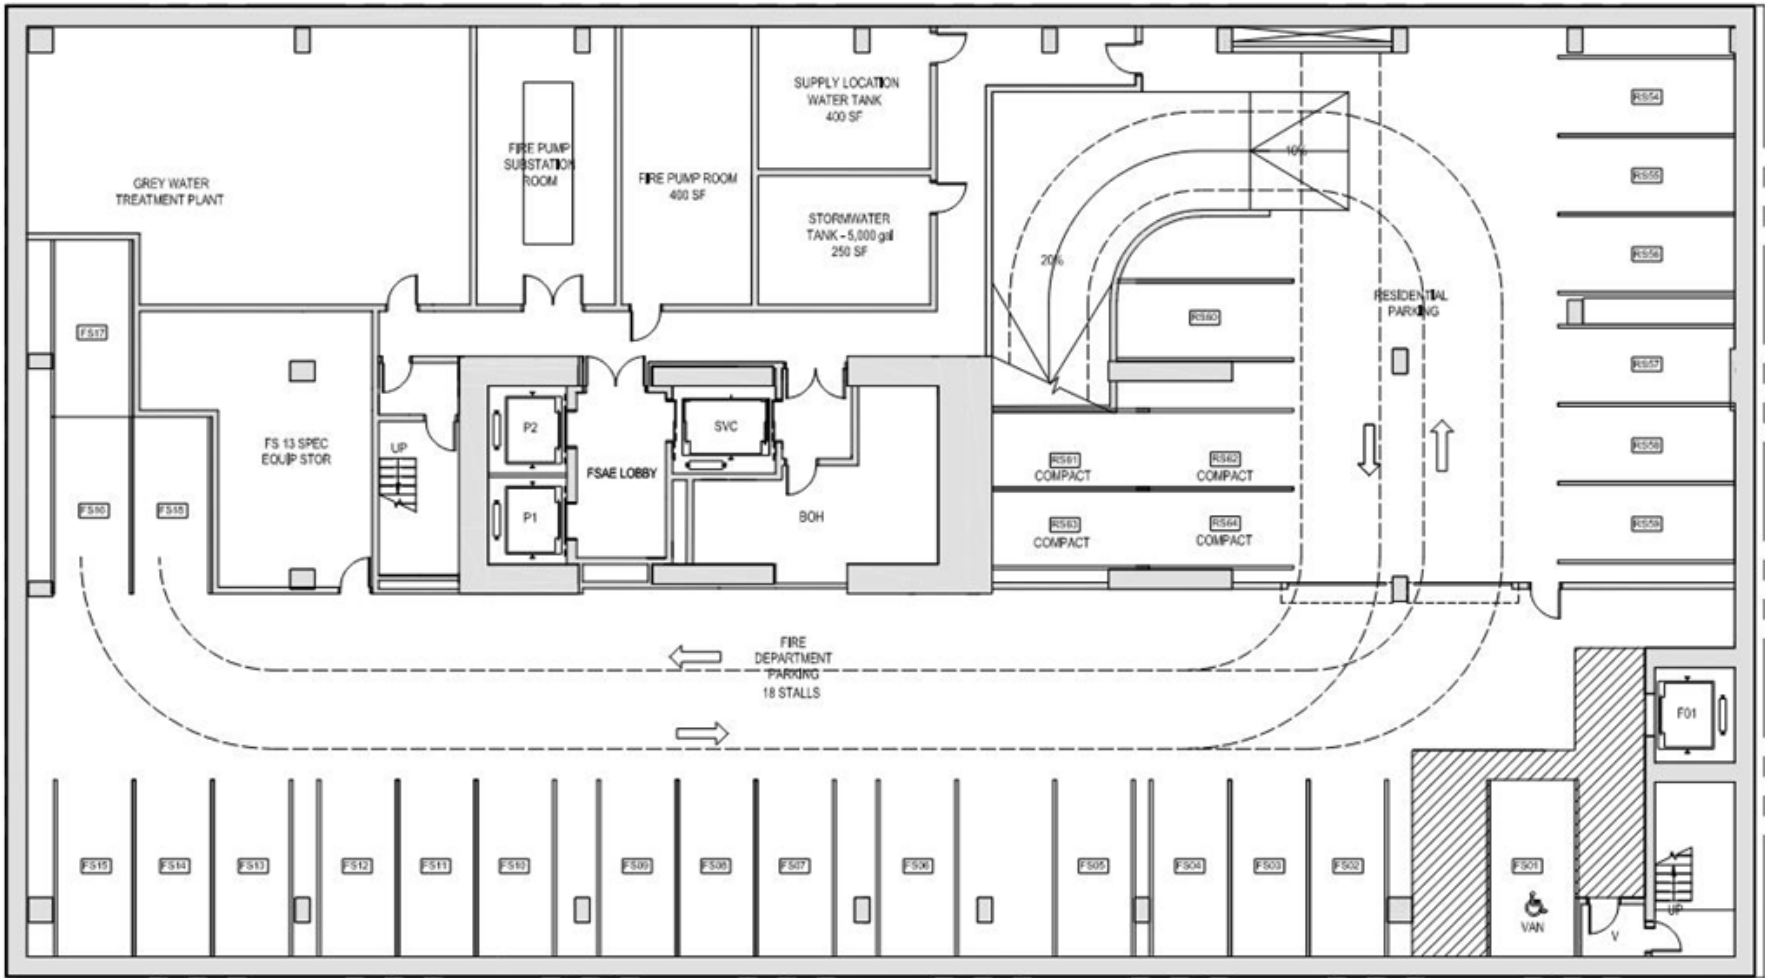 SUPPLY LOCATION
WATER TANK
400 SF
RS54
10%
FIRE PUMP
SUBSTATION
ROOM
FIRE PUMP ROOM
400 SF
GREY WATER
TREATMENT PLANT
RS55
STORMWATER
TANK - 5,000 gal
250 SF
20%
RS56
RESIDENTIAL
PARKING
RS60
FS17
RS57
P2
SVC
UP
FS 13 SPEC
EQUIP STOR
FSAE LOBBY
RS61
COMPACT
RS62
COMPACT
RS58
FS16
FS18
P1
BOH
RS63
COMPACT
RS64
COMPACT
RS59
FIRE
DEPARTMENT
PARKING
18 STALLS
F01
FS15
FS14
FS13
FS12
FS11
FS10
FS09
FS08
FS07
FS06
FS05
FS04
FS03
FS02
FS01
VAN
UP
V